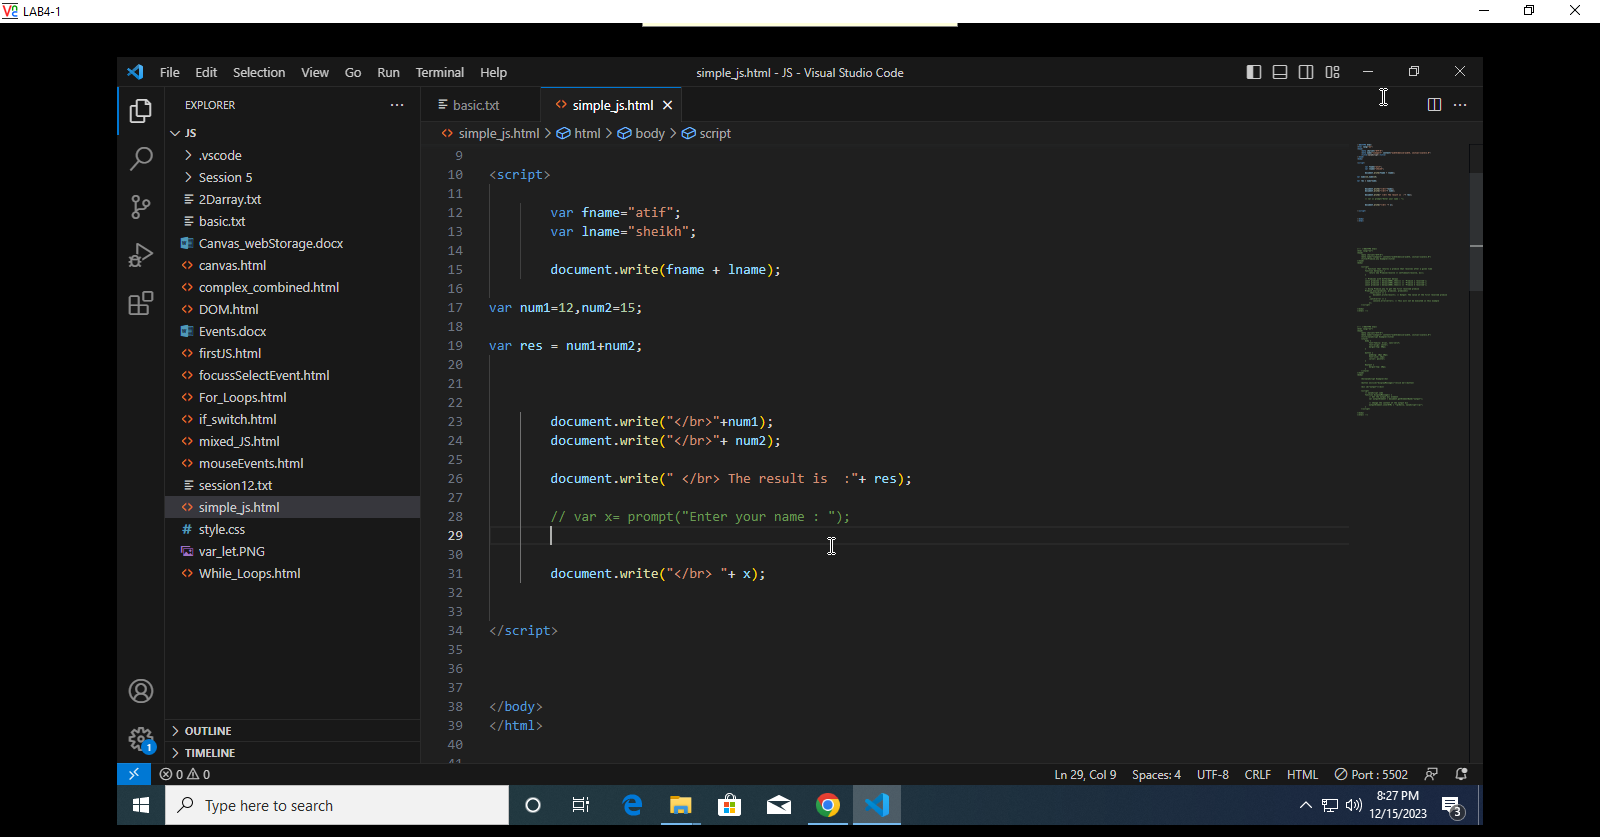 LAB4-1
File Edit Selection View Go Run Terminal Help
simple_js.html - JS - Visual Studio Code
EXPLORER
JS
.vscode
Session 5
2Darray.txt
basic.txt
Canvas_webStorage.docx
canvas.html
complex_combined.html
DOM.html
Events.docx
firstJS.html
focussSelectEvent.html
For_Loops.html
if_switch.html
mixed_JS.html
mouseEvents.html
session12.txt
simple_js.html
style.css
var_let.PNG
While_Loops.html
OUTLINE
TIMELINE
basic.txt simple_js.html
simple_js.html > html > body > script
9
10 <script>
11
12 var fname="atif";
13 var lname="sheikh";
14
15 document.write(fname + lname);
16
17 var num1=12,num2=15;
18
19 var res = num1+num2;
20
21
22
23 document.write("</br>"+num1);
24 document.write("</br>"+ num2);
25
26 document.write(" </br> The result is  :"+ res);
27
28 // var x= prompt("Enter your name : ");
29
30
31 document.write("</br> "+ x);
32
33
34 </script>
35
36
37
38 </body>
39 </html>
40
41
1
0 0
Ln 29, Col 9 Spaces: 4 UTF-8 CRLF HTML Port : 5502
Type here to search
8:27 PM
12/15/2023
3